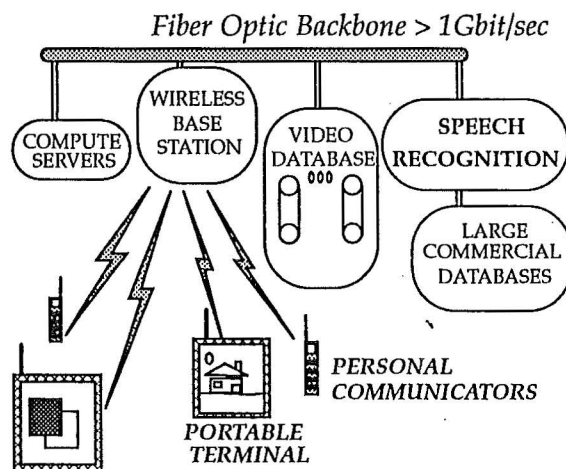 Fiber Optic Backbone > 1Gbit/sec
COMPUTE
SERVERS
WIRELESS
BASE
STATION
VIDEO
DATABASE
SPEECH
RECOGNITION
LARGE
COMMERCIAL
DATABASES
PERSONAL
COMMUNICATORS
PORTABLE
TERMINAL